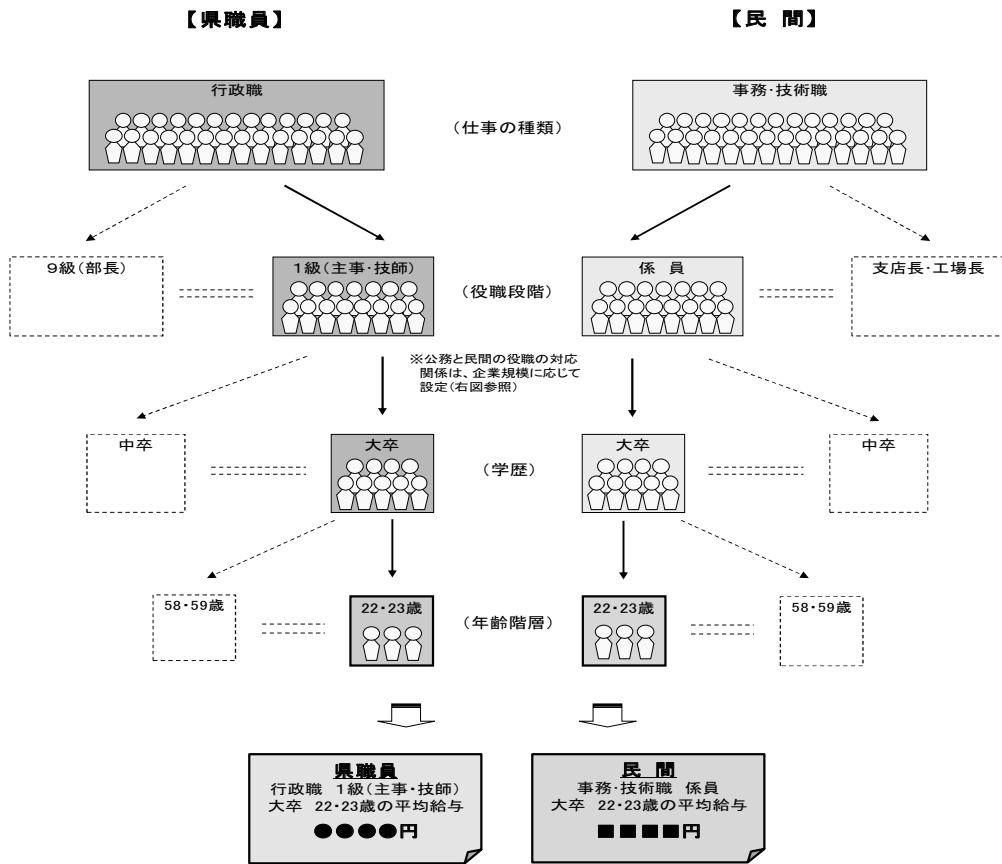 【県職員】
【民 間】
行政職
(仕事の種類)
事務・技術職
9級(部長)
1級(主事・技師)
(役職段階)
係 員
支店長・工場長
※公務と民間の役職の対応
関係は、企業規模に応じて
設定(右図参照)
中卒
大卒
(学歴)
大卒
中卒
58・59歳
22・23歳
(年齢階層)
22・23歳
58・59歳
県職員
行政職 1級(主事・技師)
大卒 22・23歳の平均給与
●●●●円
民 間
事務・技術職 係員
大卒 22・23歳の平均給与
■■■■円